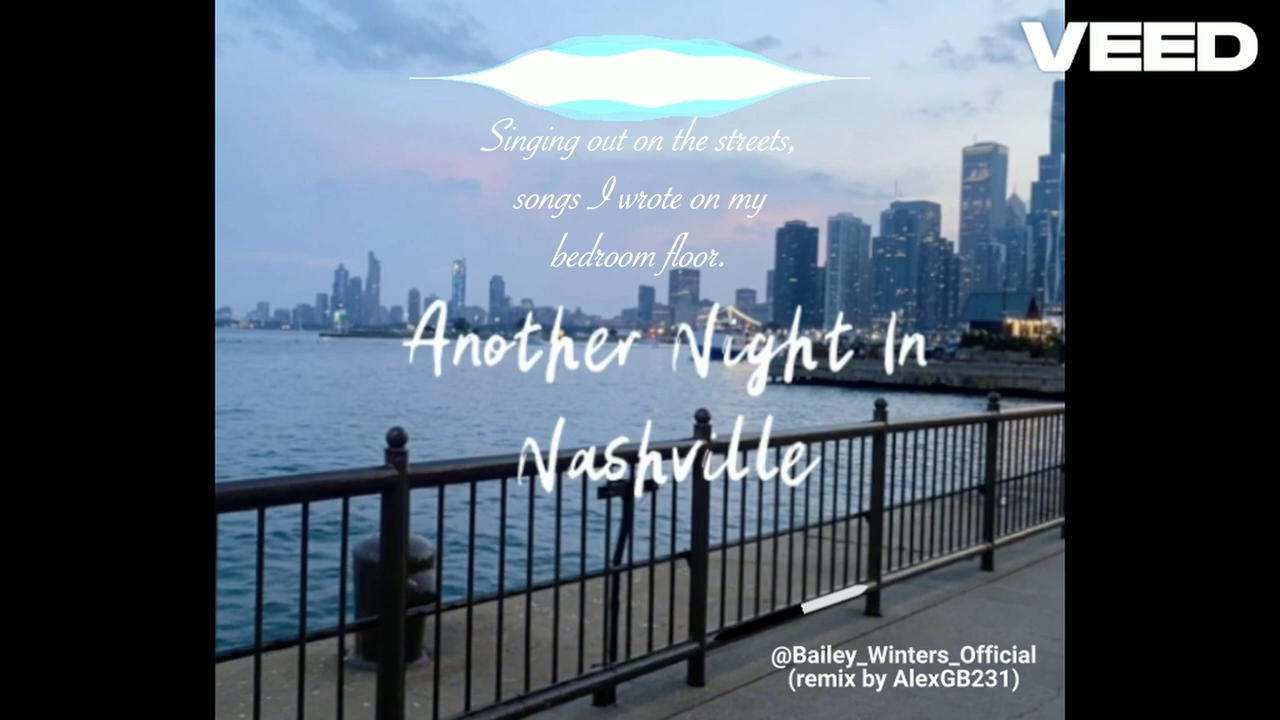 VEED
Singing out on the streets,
songs I wrote on my
bedroom floor.
Another Night In
Nashville
@Bailey_Winters_Official
(remix by AlexGB231)